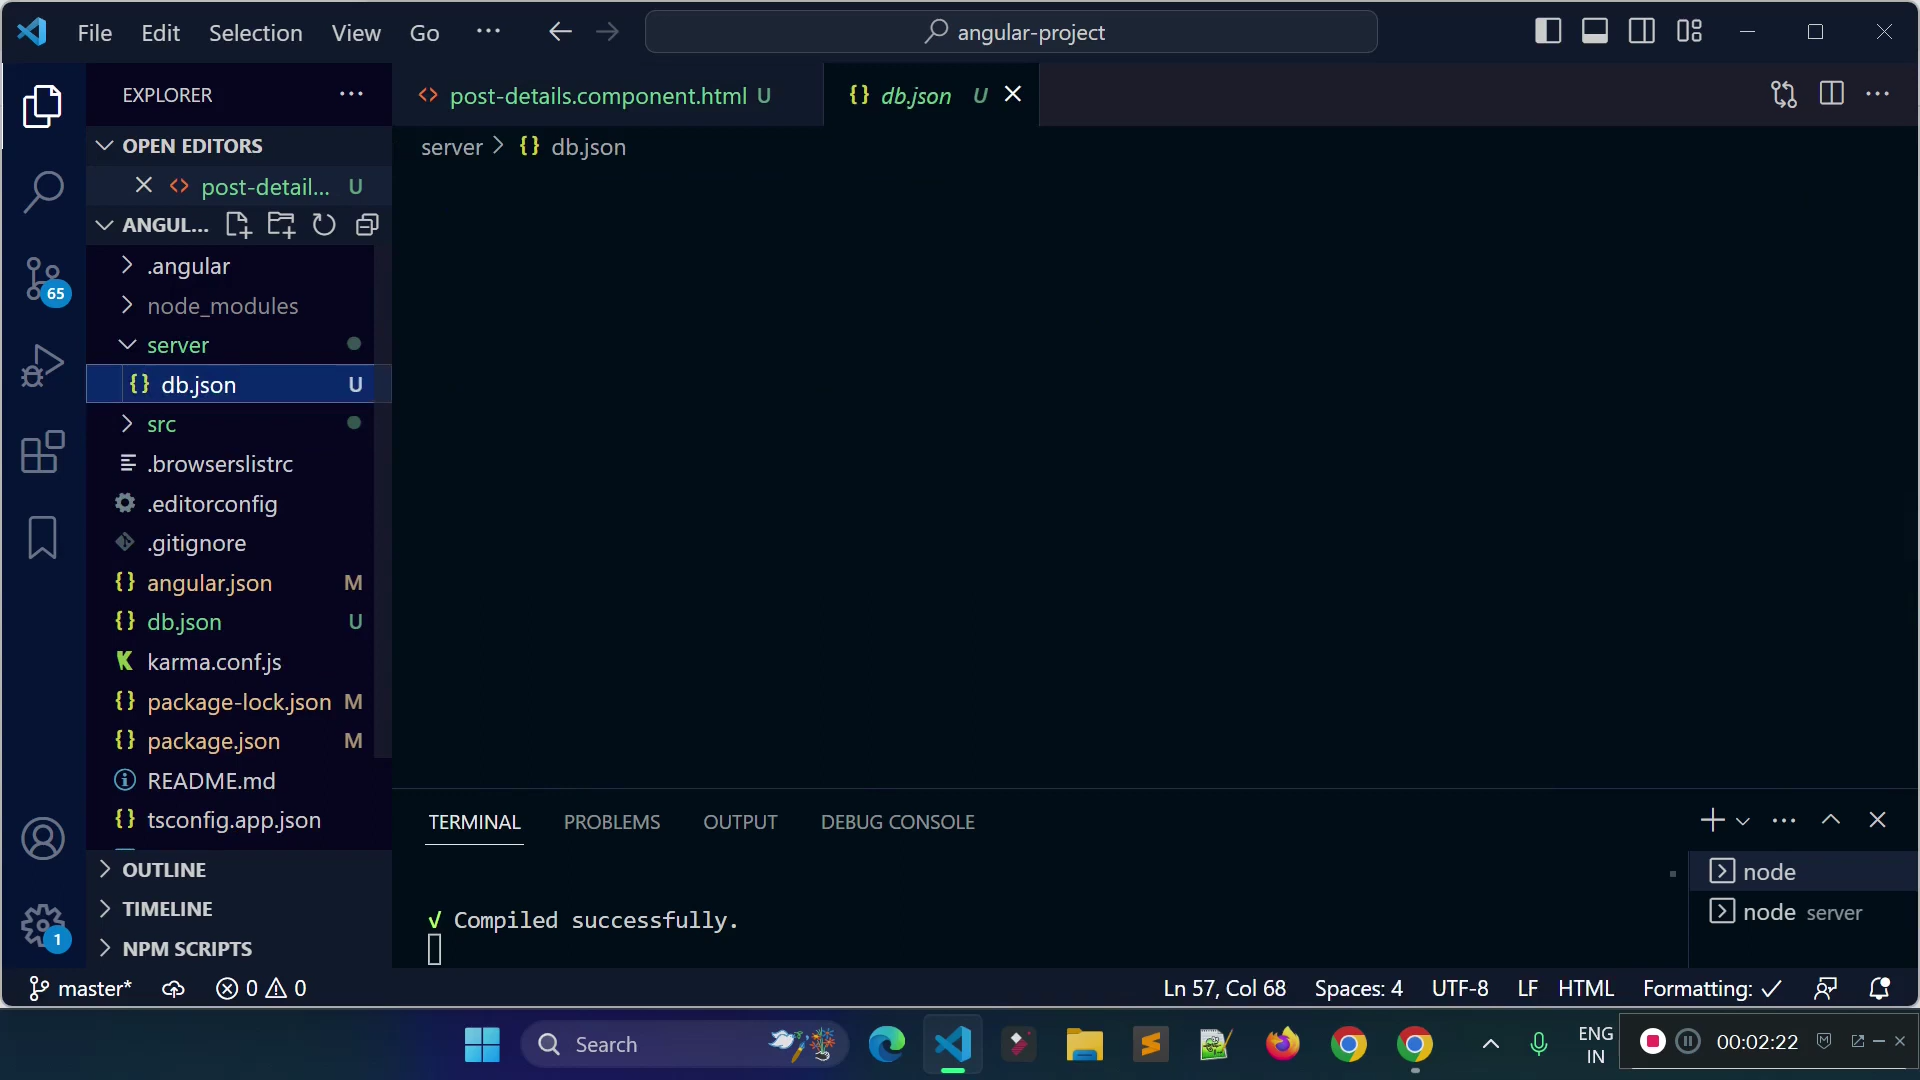 File Edit Selection View Go ···
angular-project
EXPLORER ···
post-details.component.html U
{} db.json U
server > {} db.json
OPEN EDITORS
post-detail... U
ANGUL...
.angular
node_modules
server
{} db.json U
src
.browserslistrc
.editorconfig
.gitignore
{} angular.json M
{} db.json U
karma.conf.js
{} package-lock.json M
{} package.json M
README.md
{} tsconfig.app.json
OUTLINE
TIMELINE
NPM SCRIPTS
65
1
TERMINAL PROBLEMS OUTPUT DEBUG CONSOLE
√ Compiled successfully.
node
node server
master* 0 0
Ln 57, Col 68 Spaces: 4 UTF-8 LF HTML Formatting: ✓
Search
ENG
IN
00:02:22